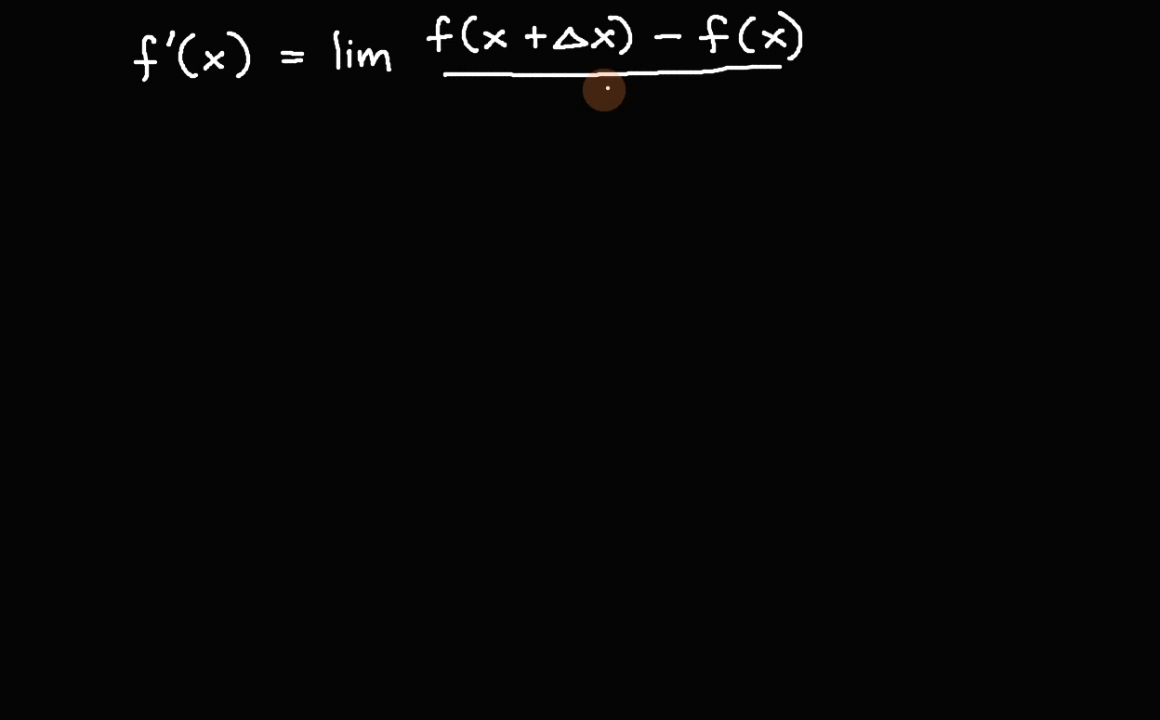 f'(x) = lim f(x + Δx) − f(x)